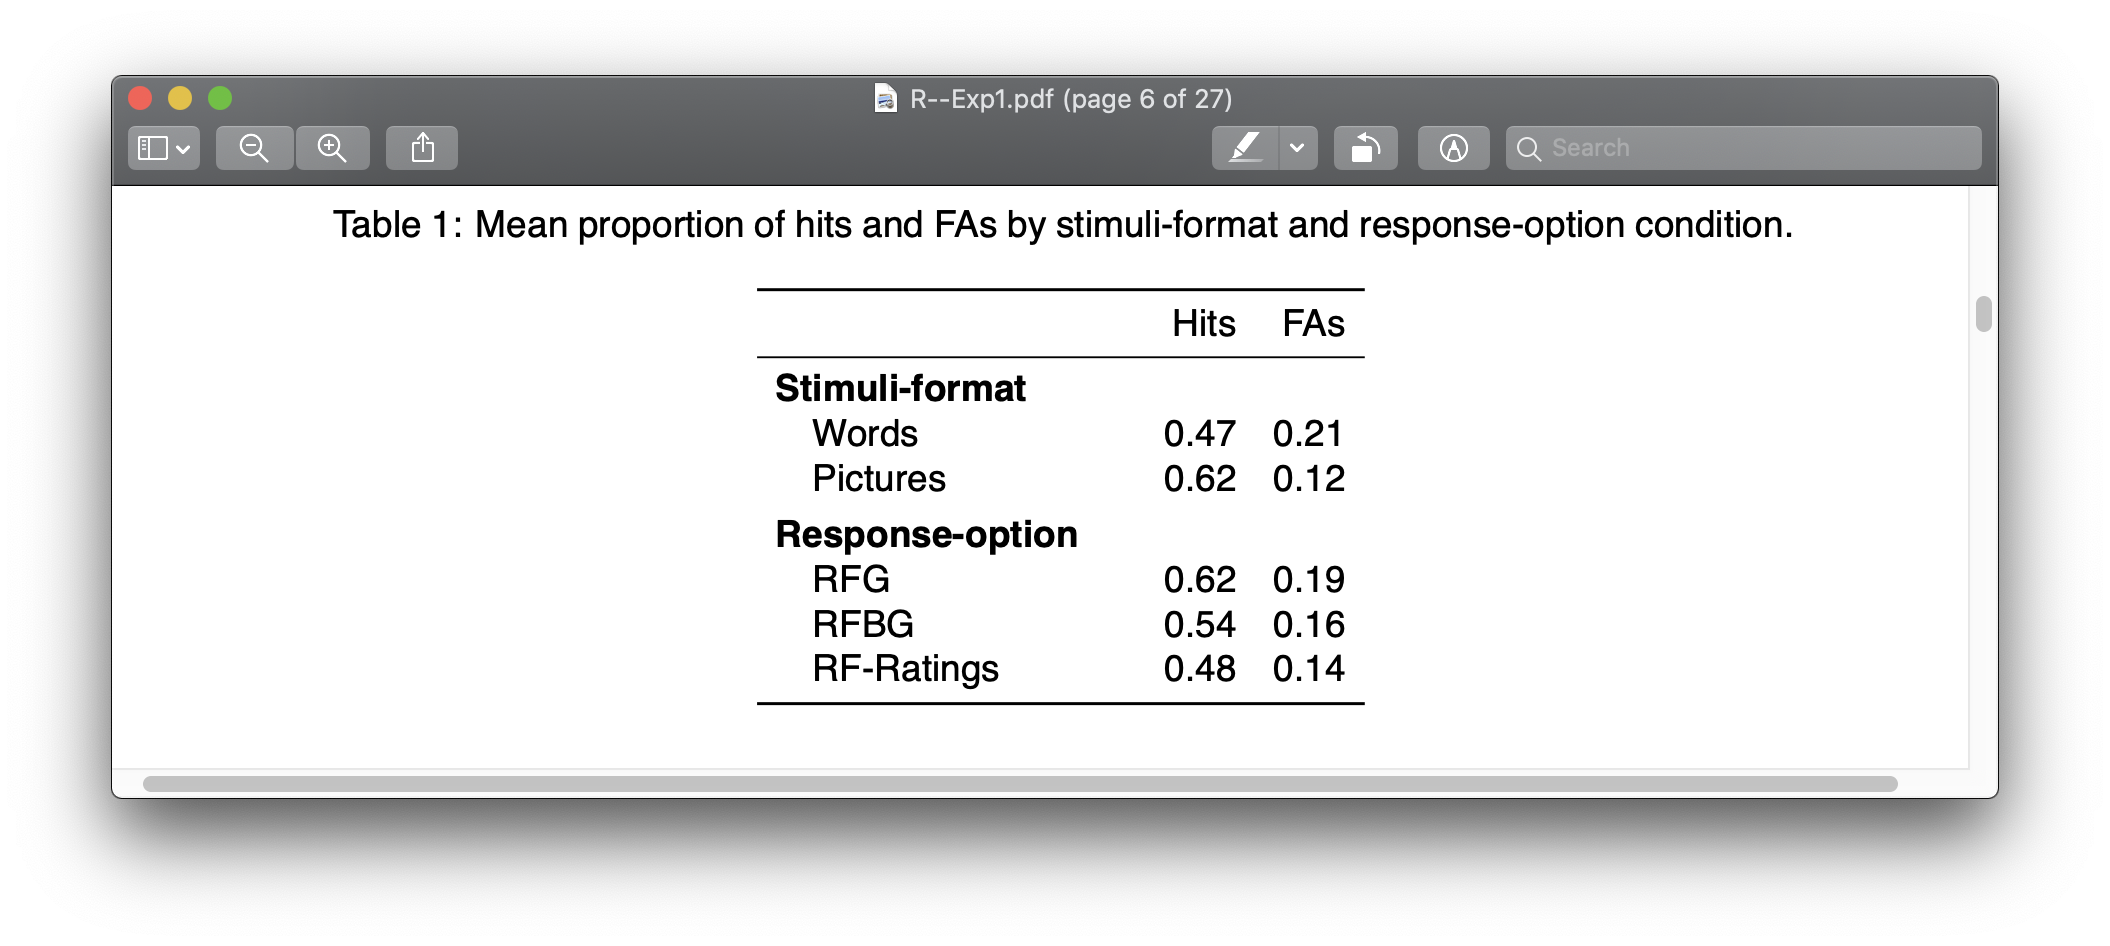 R--Exp1.pdf (page 6 of 27)
Search
Table 1: Mean proportion of hits and FAs by stimuli-format and response-option condition.
Hits FAs
Stimuli-format
Words 0.47 0.21
Pictures 0.62 0.12
Response-option
RFG 0.62 0.19
RFBG 0.54 0.16
RF-Ratings 0.48 0.14